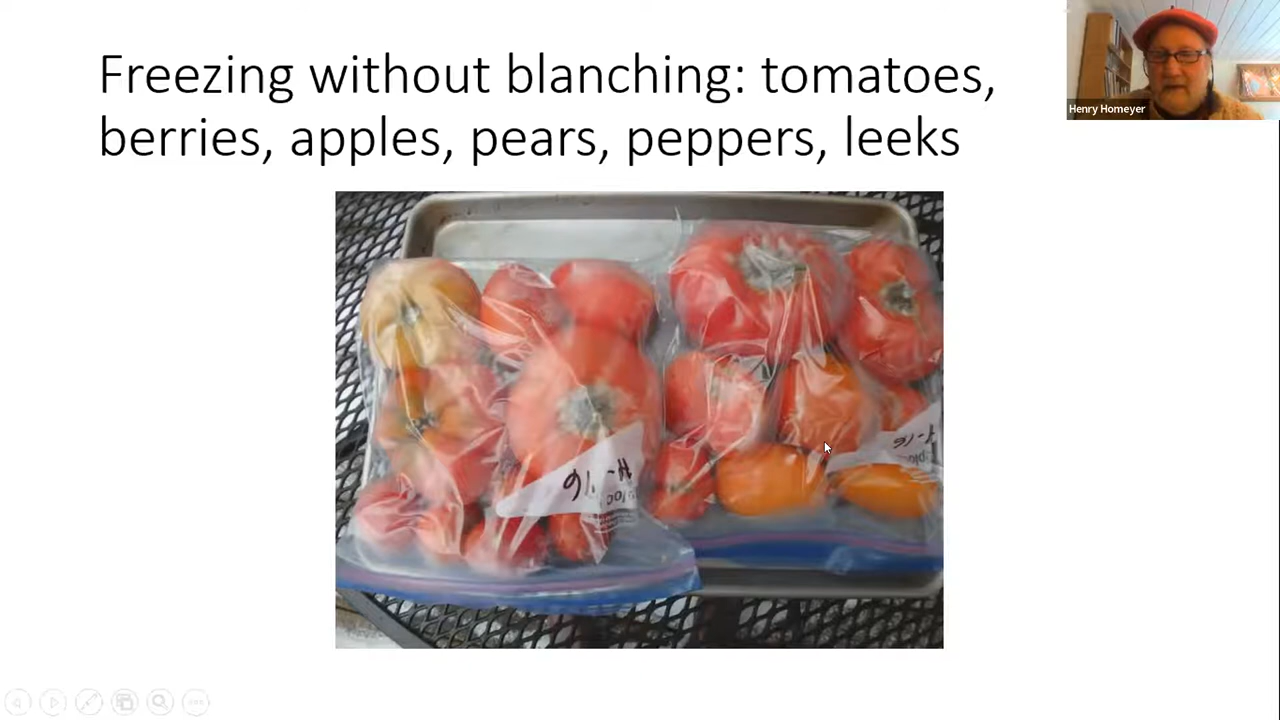 Freezing without blanching: tomatoes,
berries, apples, pears, peppers, leeks
Henry Homeyer